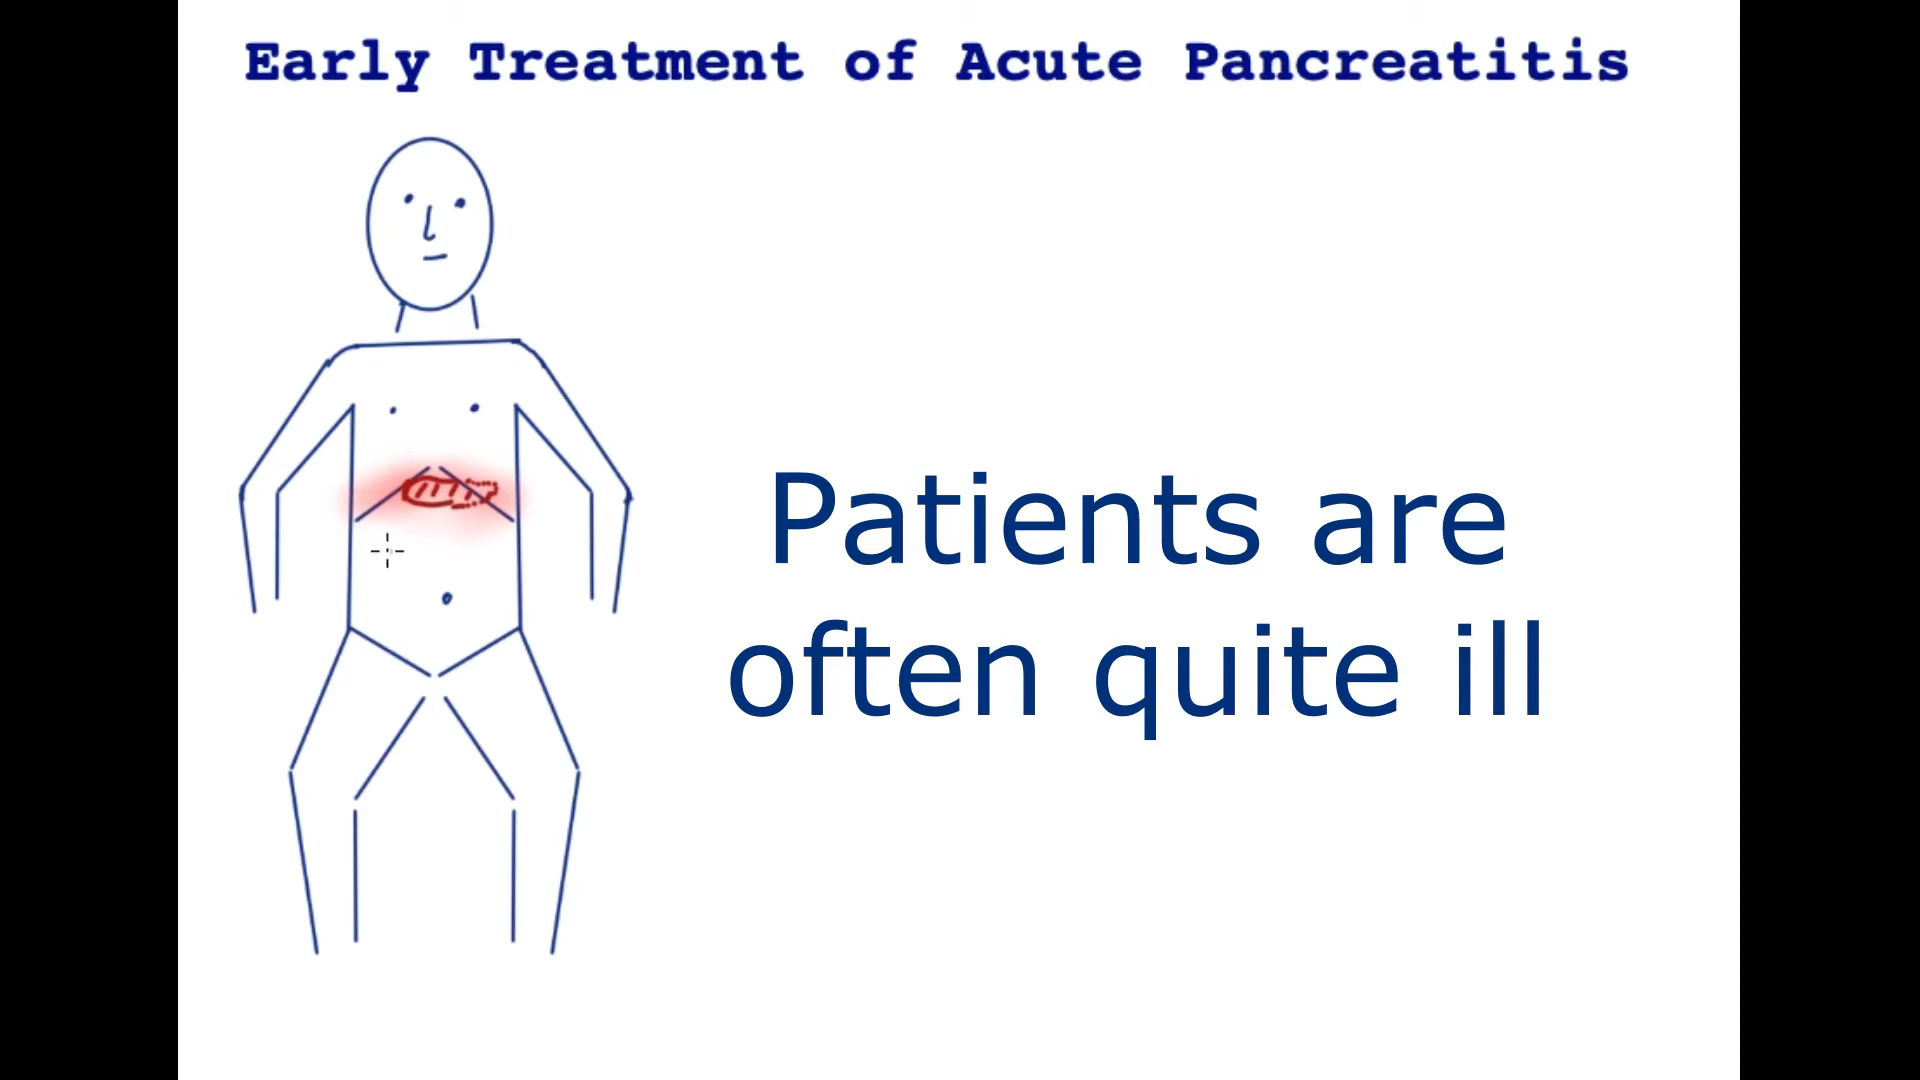 Early Treatment of Acute Pancreatitis
Patients are
often quite ill